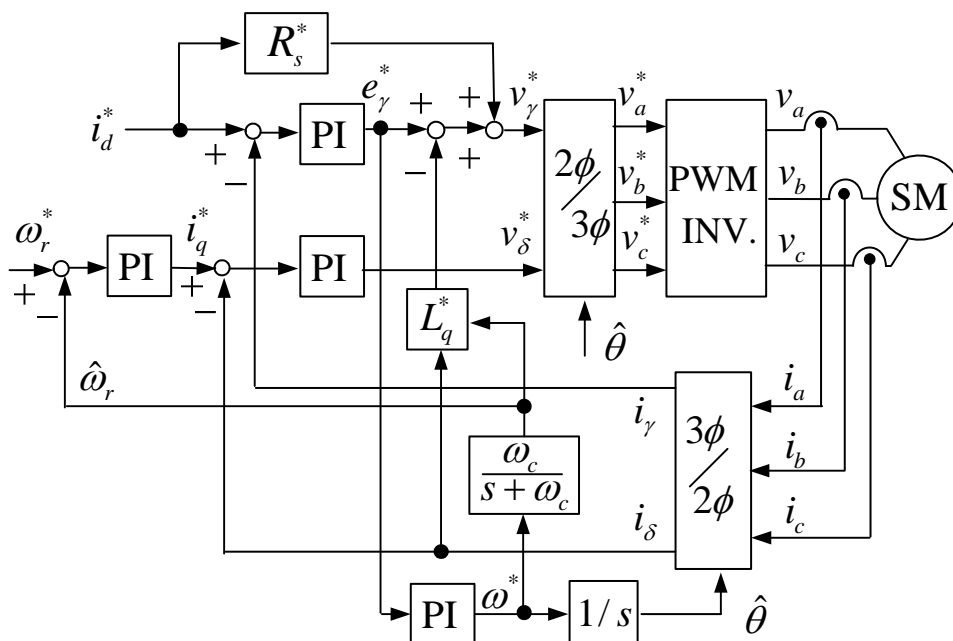 R_s^*
e_γ^*
i_d^*
PI
+
−
+
−
+
+
v_γ^*
2ϕ/3ϕ
v_a^*
v_b^*
v_c^*
PWM
INV.
v_a
v_b
v_c
SM
ω_r^*
+
−
PI
i_q^*
+
−
PI
v_δ^*
L_q^*
θ̂
ω̂_r
i_γ
3ϕ/2ϕ
i_a
i_b
i_c
ω_c
s + ω_c
i_δ
PI
ω^*
1/s
θ̂